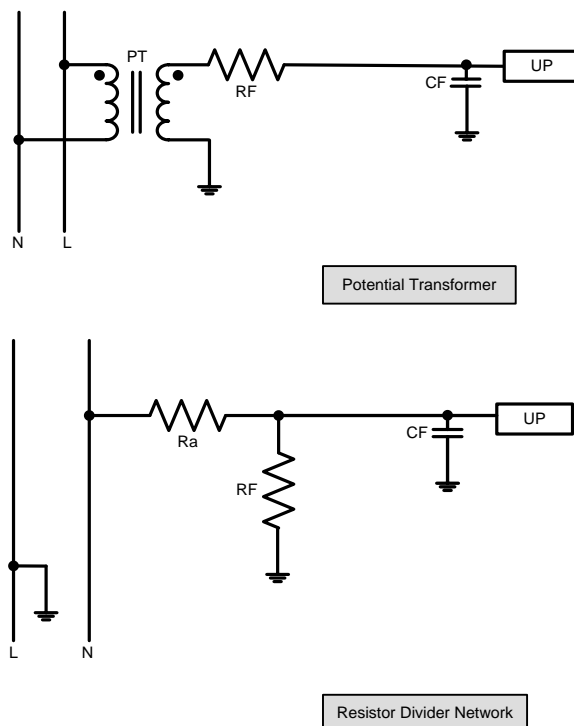 PT
RF
CF
UP
N
L
Potential Transformer
Ra
RF
CF
UP
L
N
Resistor Divider Network